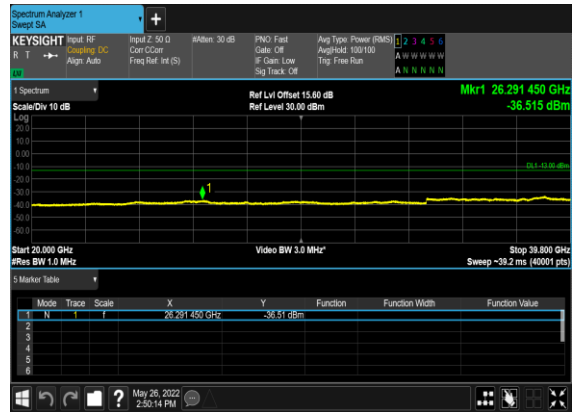 Spectrum Analyzer 1
Swept SA
KEYSIGHT
R T
LW
Input: RF
Coupling: DC
Align: Auto
Input Z: 50 Ω
Corr CCorr
Freq Ref: Int (S)
#Atten: 30 dB
PNO: Fast
Gate: Off
IF Gain: Low
Sig Track: Off
Avg Type: Power (RMS)
Avg|Hold: 100/100
Trig: Free Run
1 2 3 4 5 6
A W W W W W
A N N N N N
1 Spectrum
Scale/Div 10 dB
Ref Lvl Offset 15.60 dB
Ref Level 30.00 dBm
Mkr1 26.291 450 GHz
-36.515 dBm
Log
20.0
10.0
0.00
-10.0
-20.0
-30.0
-40.0
-50.0
-60.0
DL1 -13.00 dBm
1
Start 20.000 GHz
#Res BW 1.0 MHz
Video BW 3.0 MHz*
Stop 39.800 GHz
Sweep ~39.2 ms (40001 pts)
5 Marker Table
Mode Trace Scale X Y Function Function Width Function Value
1 N 1 f 26.291 450 GHz -36.51 dBm
2
3
4
5
6
?
May 26, 2022
2:50:14 PM